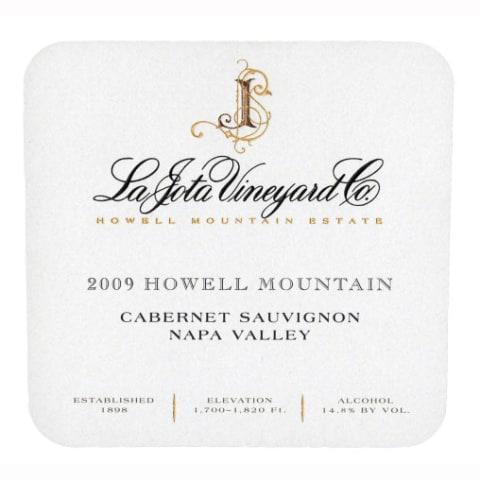 JS
La Jota Vineyard Co.
HOWELL MOUNTAIN ESTATE
2009 HOWELL MOUNTAIN
CABERNET SAUVIGNON
NAPA VALLEY
ESTABLISHED
1898
ELEVATION
1,700–1,820 Ft.
ALCOHOL
14.8% BY VOL.